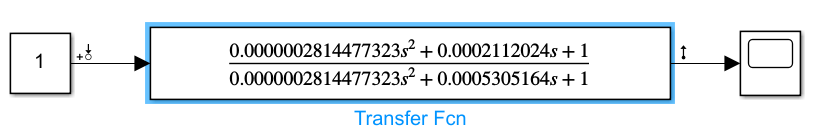 1
0.0000002814477323s² + 0.0002112024s + 1
0.0000002814477323s² + 0.0005305164s + 1
Transfer Fcn